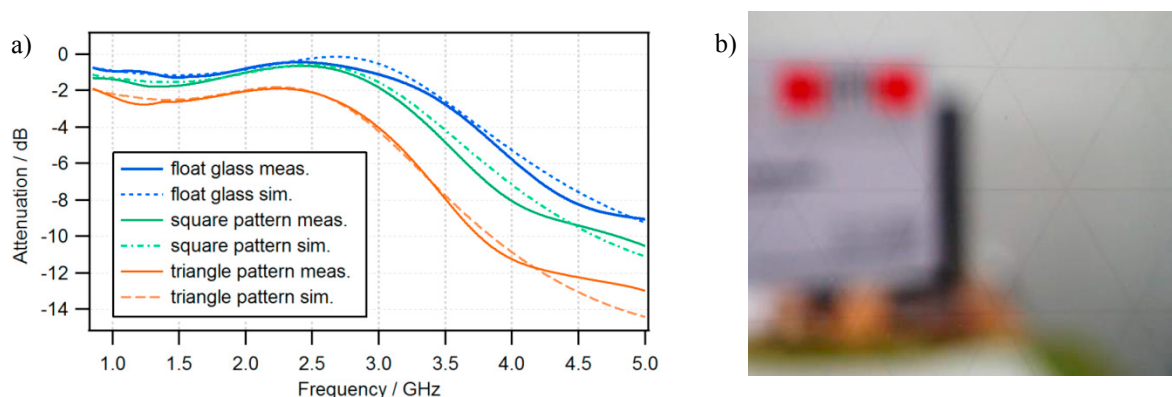 a)
0
-2
-4
-6
-8
-10
-12
-14
Attenuation / dB
float glass meas.
float glass sim.
square pattern meas.
square pattern sim.
triangle pattern meas.
triangle pattern sim.
1.0 1.5 2.0 2.5 3.0 3.5 4.0 4.5 5.0
Frequency / GHz
b)